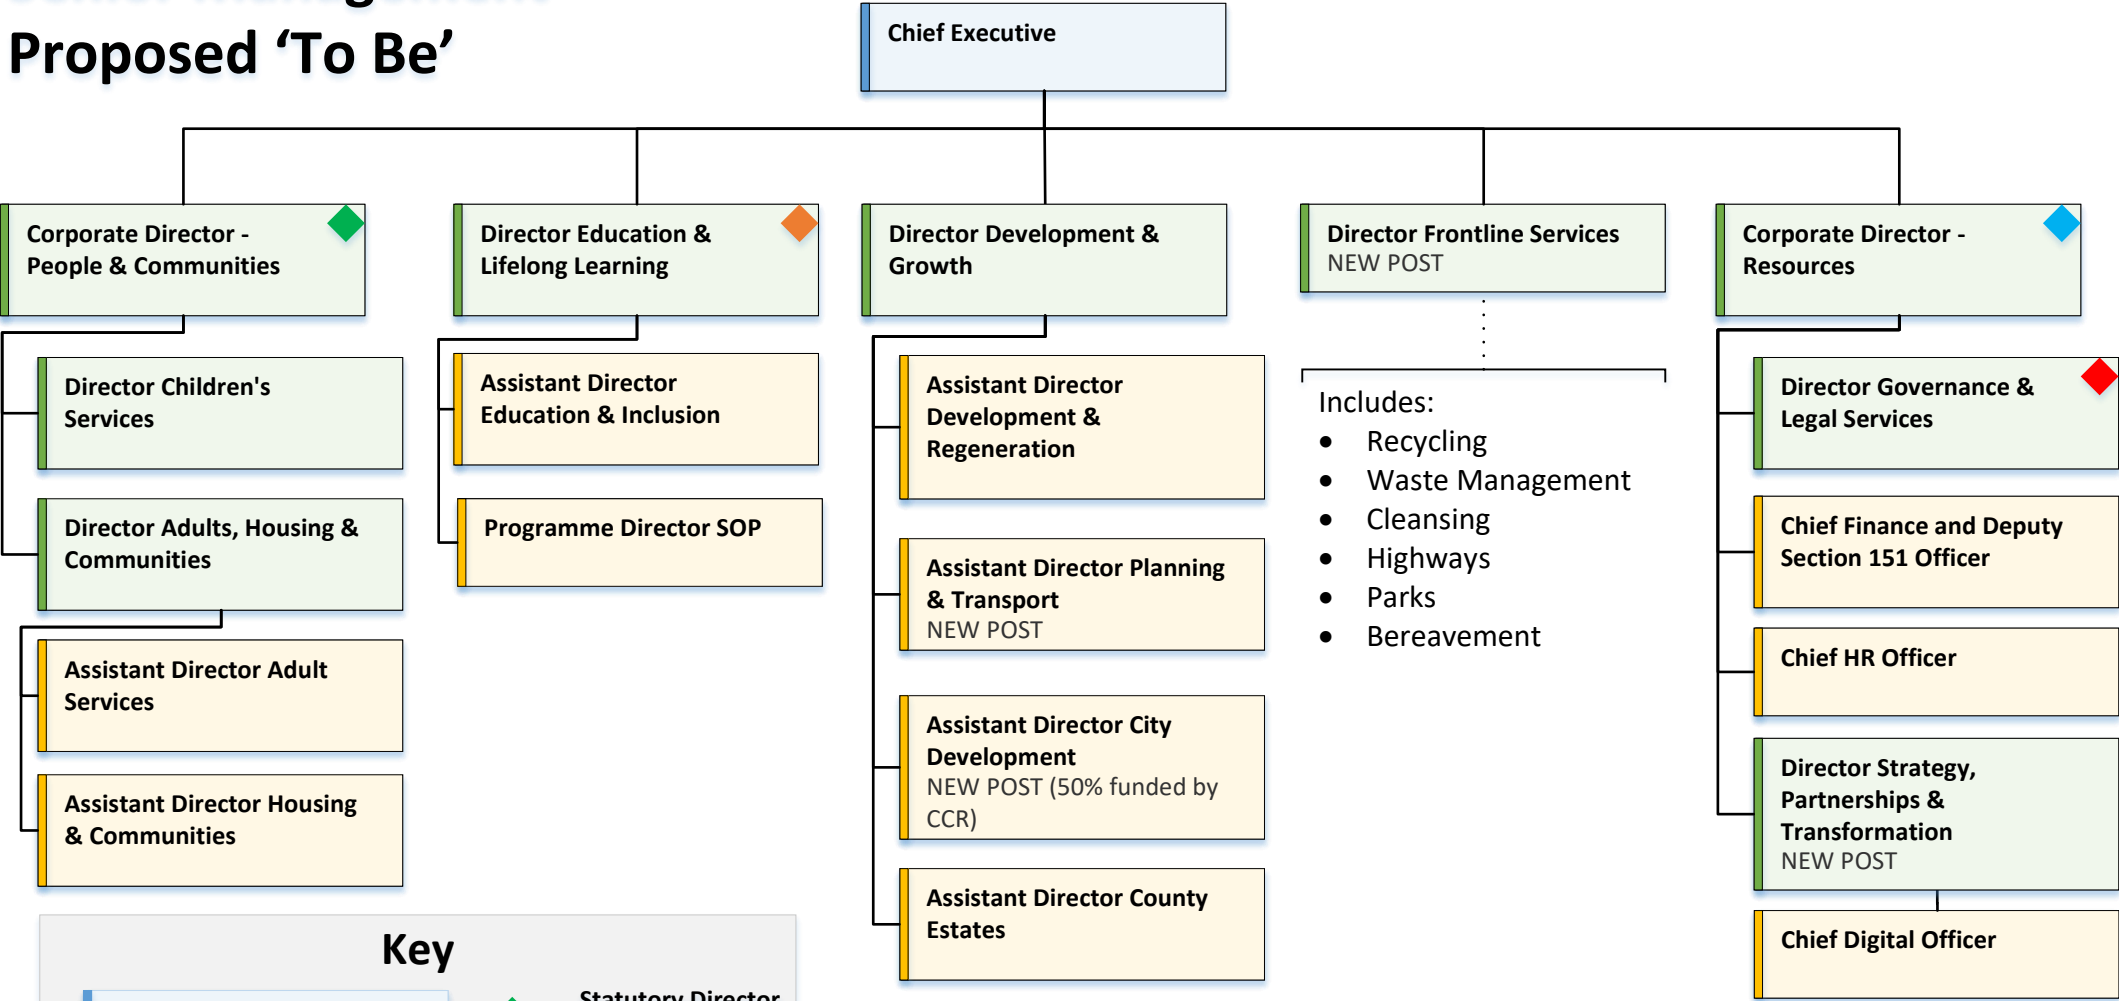 Proposed ‘To Be’
Chief Executive
Corporate Director -
People & Communities
Director Children's
Services
Director Adults, Housing &
Communities
Assistant Director Adult
Services
Assistant Director Housing
& Communities
Director Education &
Lifelong Learning
Assistant Director
Education & Inclusion
Programme Director SOP
Director Development &
Growth
Assistant Director
Development &
Regeneration
Assistant Director Planning
& Transport
NEW POST
Assistant Director City
Development
NEW POST (50% funded by
CCR)
Assistant Director County
Estates
Director Frontline Services
NEW POST
Includes:
• Recycling
• Waste Management
• Cleansing
• Highways
• Parks
• Bereavement
Corporate Director -
Resources
Director Governance &
Legal Services
Chief Finance and Deputy
Section 151 Officer
Chief HR Officer
Director Strategy,
Partnerships &
Transformation
NEW POST
Chief Digital Officer
Key
Statutory Director